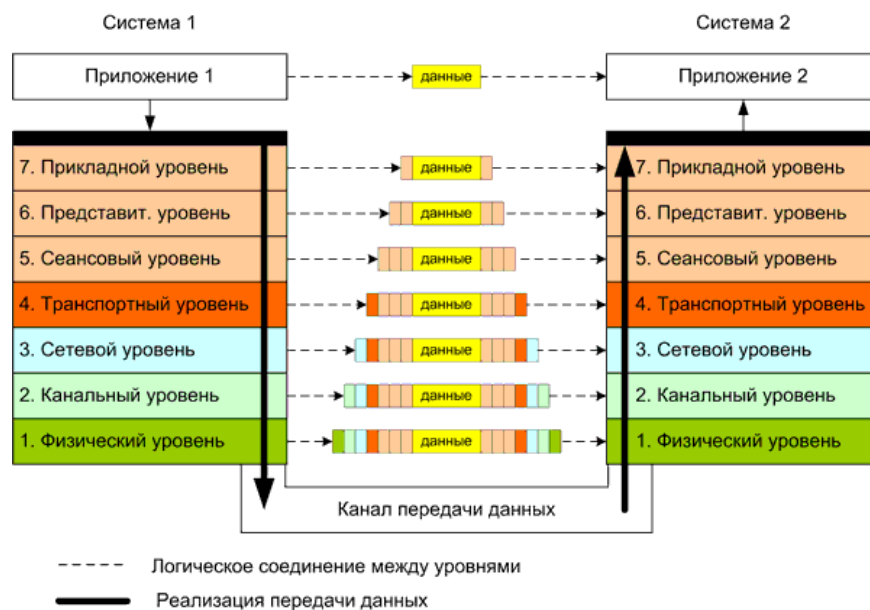 Система 1
Система 2
Приложение 1
данные
Приложение 2
7. Прикладной уровень
данные
7. Прикладной уровень
6. Представит. уровень
данные
6. Представит. уровень
5. Сеансовый уровень
данные
5. Сеансовый уровень
4. Транспортный уровень
данные
4. Транспортный уровень
3. Сетевой уровень
данные
3. Сетевой уровень
2. Канальный уровень
данные
2. Канальный уровень
1. Физический уровень
данные
1. Физический уровень
Канал передачи данных
Логическое соединение между уровнями
Реализация передачи данных